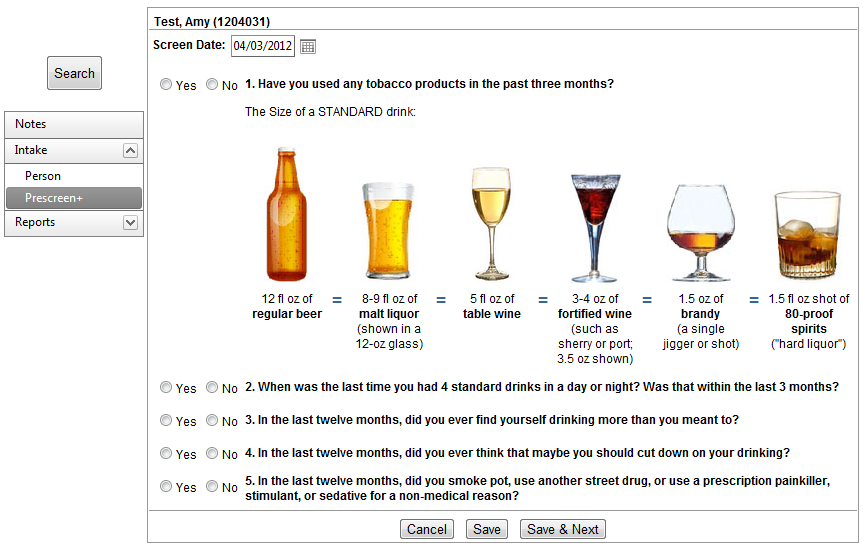 Test, Amy (1204031)
Screen Date: 04/03/2012
Search
Notes
Intake
Person
Prescreen+
Reports
Yes No 1. Have you used any tobacco products in the past three months?
The Size of a STANDARD drink:
12 fl oz of = 8-9 fl oz of = 5 fl oz of = 3-4 oz of = 1.5 oz of = 1.5 fl oz shot of
regular beer malt liquor table wine fortified wine brandy 80-proof
(shown in a (such as (a single spirits
12-oz glass) sherry or port; jigger or shot) ("hard liquor")
3.5 oz shown)
Yes No 2. When was the last time you had 4 standard drinks in a day or night? Was that within the last 3 months?
Yes No 3. In the last twelve months, did you ever find yourself drinking more than you meant to?
Yes No 4. In the last twelve months, did you ever think that maybe you should cut down on your drinking?
Yes No 5. In the last twelve months, did you smoke pot, use another street drug, or use a prescription painkiller,
stimulant, or sedative for a non-medical reason?
Cancel Save Save & Next